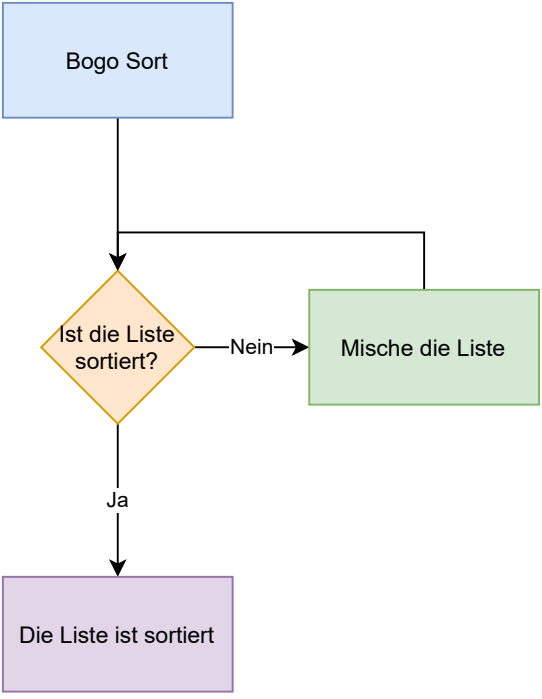 Bogo Sort
Ist die Liste
sortiert?
Nein
Mische die Liste
Ja
Die Liste ist sortiert